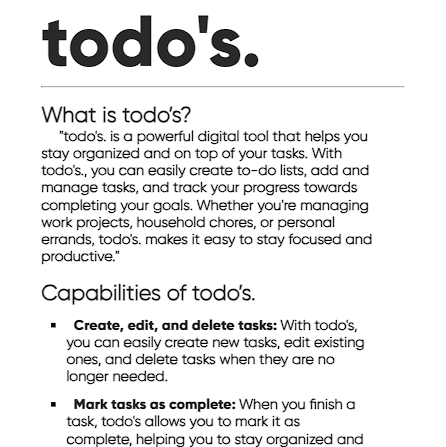 todo's.
What is todo's?
"todo's. is a powerful digital tool that helps you
stay organized and on top of your tasks. With
todo's., you can easily create to-do lists, add and
manage tasks, and track your progress towards
completing your goals. Whether you're managing
work projects, household chores, or personal
errands, todo's. makes it easy to stay focused and
productive."
Capabilities of todo's.
▪ Create, edit, and delete tasks: With todo's,
you can easily create new tasks, edit existing
ones, and delete tasks when they are no
longer needed.
▪ Mark tasks as complete: When you finish a
task, todo's allows you to mark it as
complete, helping you to stay organized and